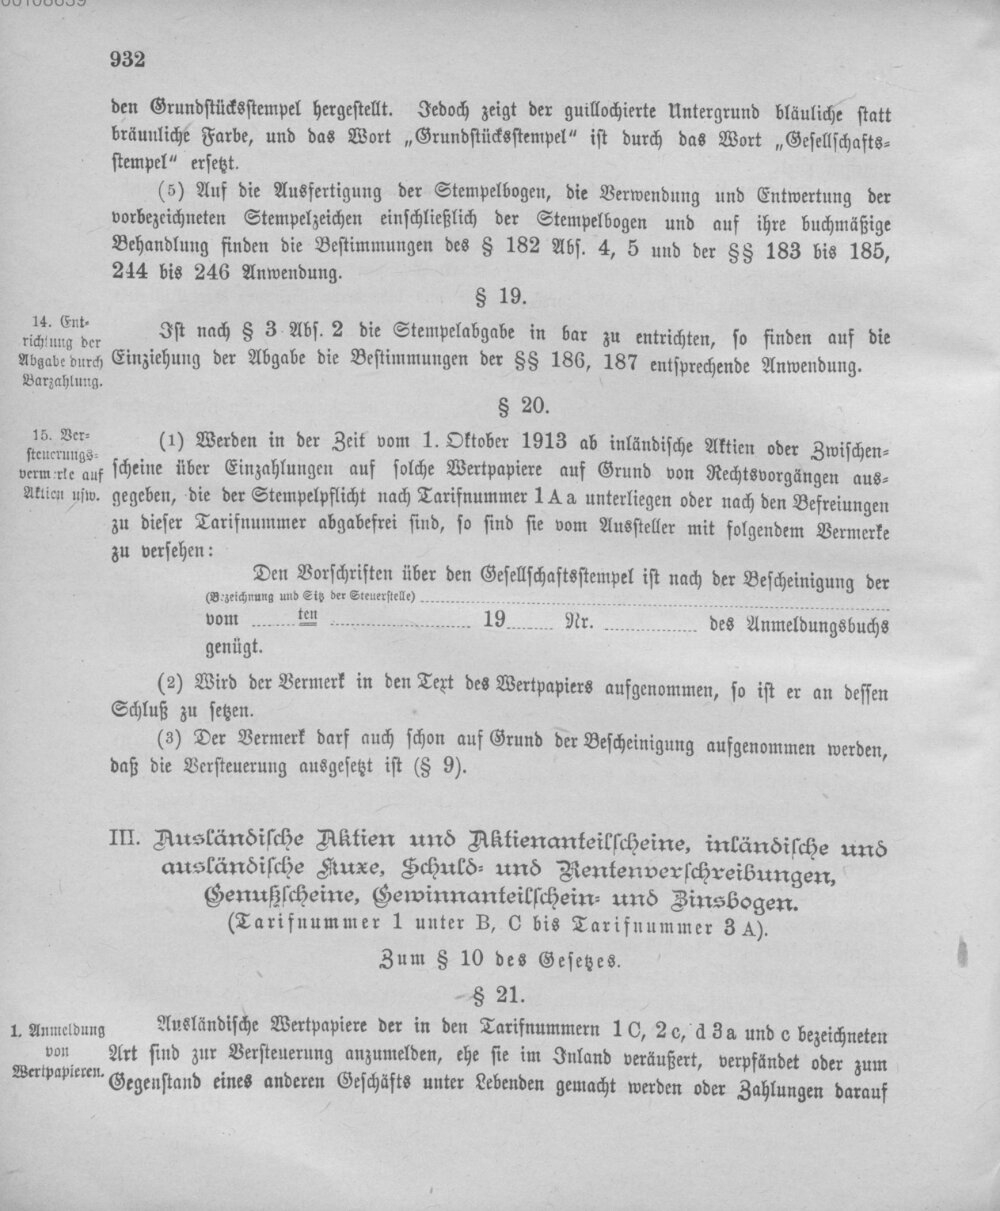 932
den Grundstücksstempel hergestellt. Jedoch zeigt der guillochierte Untergrund bläuliche statt
bräunliche Farbe, und das Wort „Grundstücksstempel“ ist durch das Wort „Gesellschafts-
stempel“ ersetzt.
(5) Auf die Ausfertigung der Stempelbogen, die Verwendung und Entwertung der
vorbezeichneten Stempelzeichen einschließlich der Stempelbogen und auf ihre buchmäßige
Behandlung finden die Bestimmungen des § 182 Abs. 4, 5 und der §§ 183 bis 185,
244 bis 246 Anwendung.
§ 19.
14. Ent-
richtung der
Abgabe durch
Barzahlung.
Ist nach § 3 Abs. 2 die Stempelabgabe in bar zu entrichten, so finden auf die
Einziehung der Abgabe die Bestimmungen der §§ 186, 187 entsprechende Anwendung.
§ 20.
15. Ver-
steuerungs-
vermerke auf
Aktien usw.
(1) Werden in der Zeit vom 1. Oktober 1913 ab inländische Aktien oder Zwischen-
scheine über Einzahlungen auf solche Wertpapiere auf Grund von Rechtsvorgängen aus-
gegeben, die der Stempelpflicht nach Tarifnummer 1 A a unterliegen oder nach den Befreiungen
zu dieser Tarifnummer abgabefrei sind, so sind sie vom Aussteller mit folgendem Vermerke
zu versehen:
Den Vorschriften über den Gesellschaftsstempel ist nach der Bescheinigung der
(Bezeichnung und Sitz der Steuerstelle)
vom ten 19 Nr. des Anmeldungsbuchs
genügt.
(2) Wird der Vermerk in den Text des Wertpapiers aufgenommen, so ist er an dessen
Schluß zu setzen.
(3) Der Vermerk darf auch schon auf Grund der Bescheinigung aufgenommen werden,
daß die Versteuerung ausgesetzt ist (§ 9).
III. Ausländische Aktien und Aktienanteilscheine, inländische und
ausländische Kuxe, Schuld- und Rentenverschreibungen,
Genußscheine, Gewinnanteilschein- und Zinsbogen.
(Tarifnummer 1 unter B, C bis Tarifnummer 3 A).
Zum § 10 des Gesetzes.
§ 21.
1. Anmeldung
von
Wertpapieren.
Ausländische Wertpapiere der in den Tarifnummern 1 C, 2 c, d 3 a und c bezeichneten
Art sind zur Versteuerung anzumelden, ehe sie im Inland veräußert, verpfändet oder zum
Gegenstand eines anderen Geschäfts unter Lebenden gemacht werden oder Zahlungen darauf